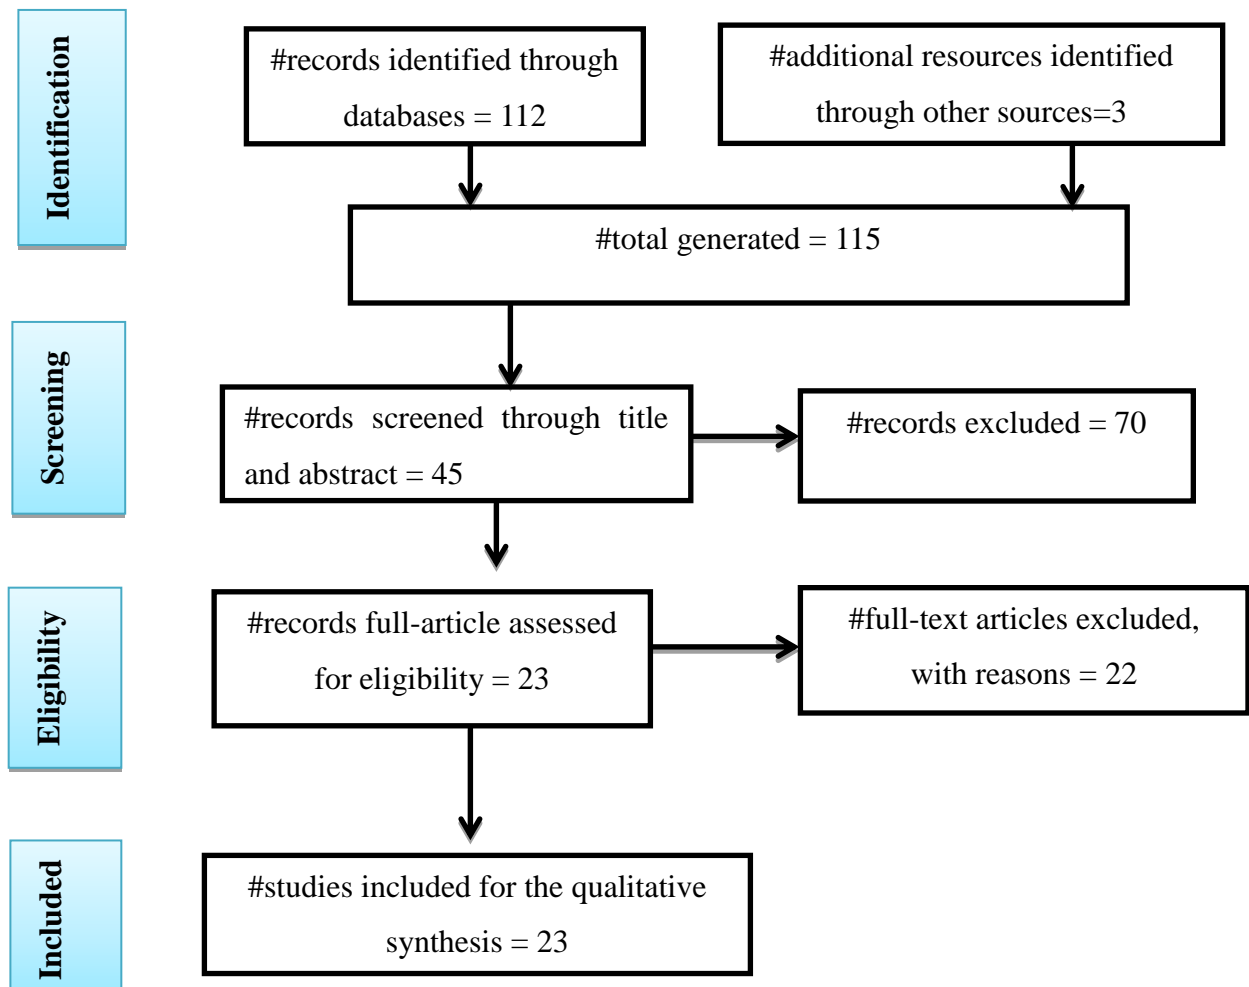 Identification
#records identified through
databases = 112
#additional resources identified
through other sources=3
#total generated = 115
Screening
#records screened through title
and abstract = 45
#records excluded = 70
Eligibility
#records full-article assessed
for eligibility = 23
#full-text articles excluded,
with reasons = 22
Included
#studies included for the qualitative
synthesis = 23